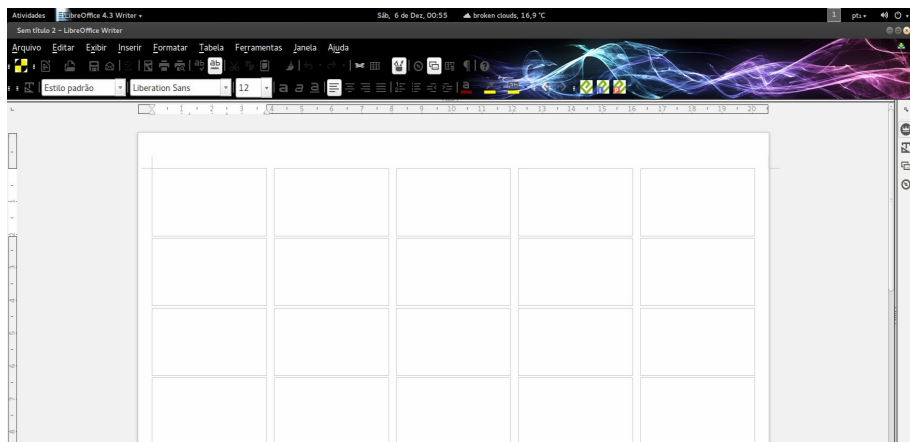 Atividades LibreOffice 4.3 Writer Sáb, 6 de Dez, 00:55 broken clouds, 16,9 °C 1 pt1
Sem título 2 - LibreOffice Writer
Arquivo Editar Exibir Inserir Formatar Tabela Ferramentas Janela Ajuda
Estilo padrão Liberation Sans 12
1 2 3 4 5 6 7 8 9 10 11 12 13 14 15 16 17 18 19 20